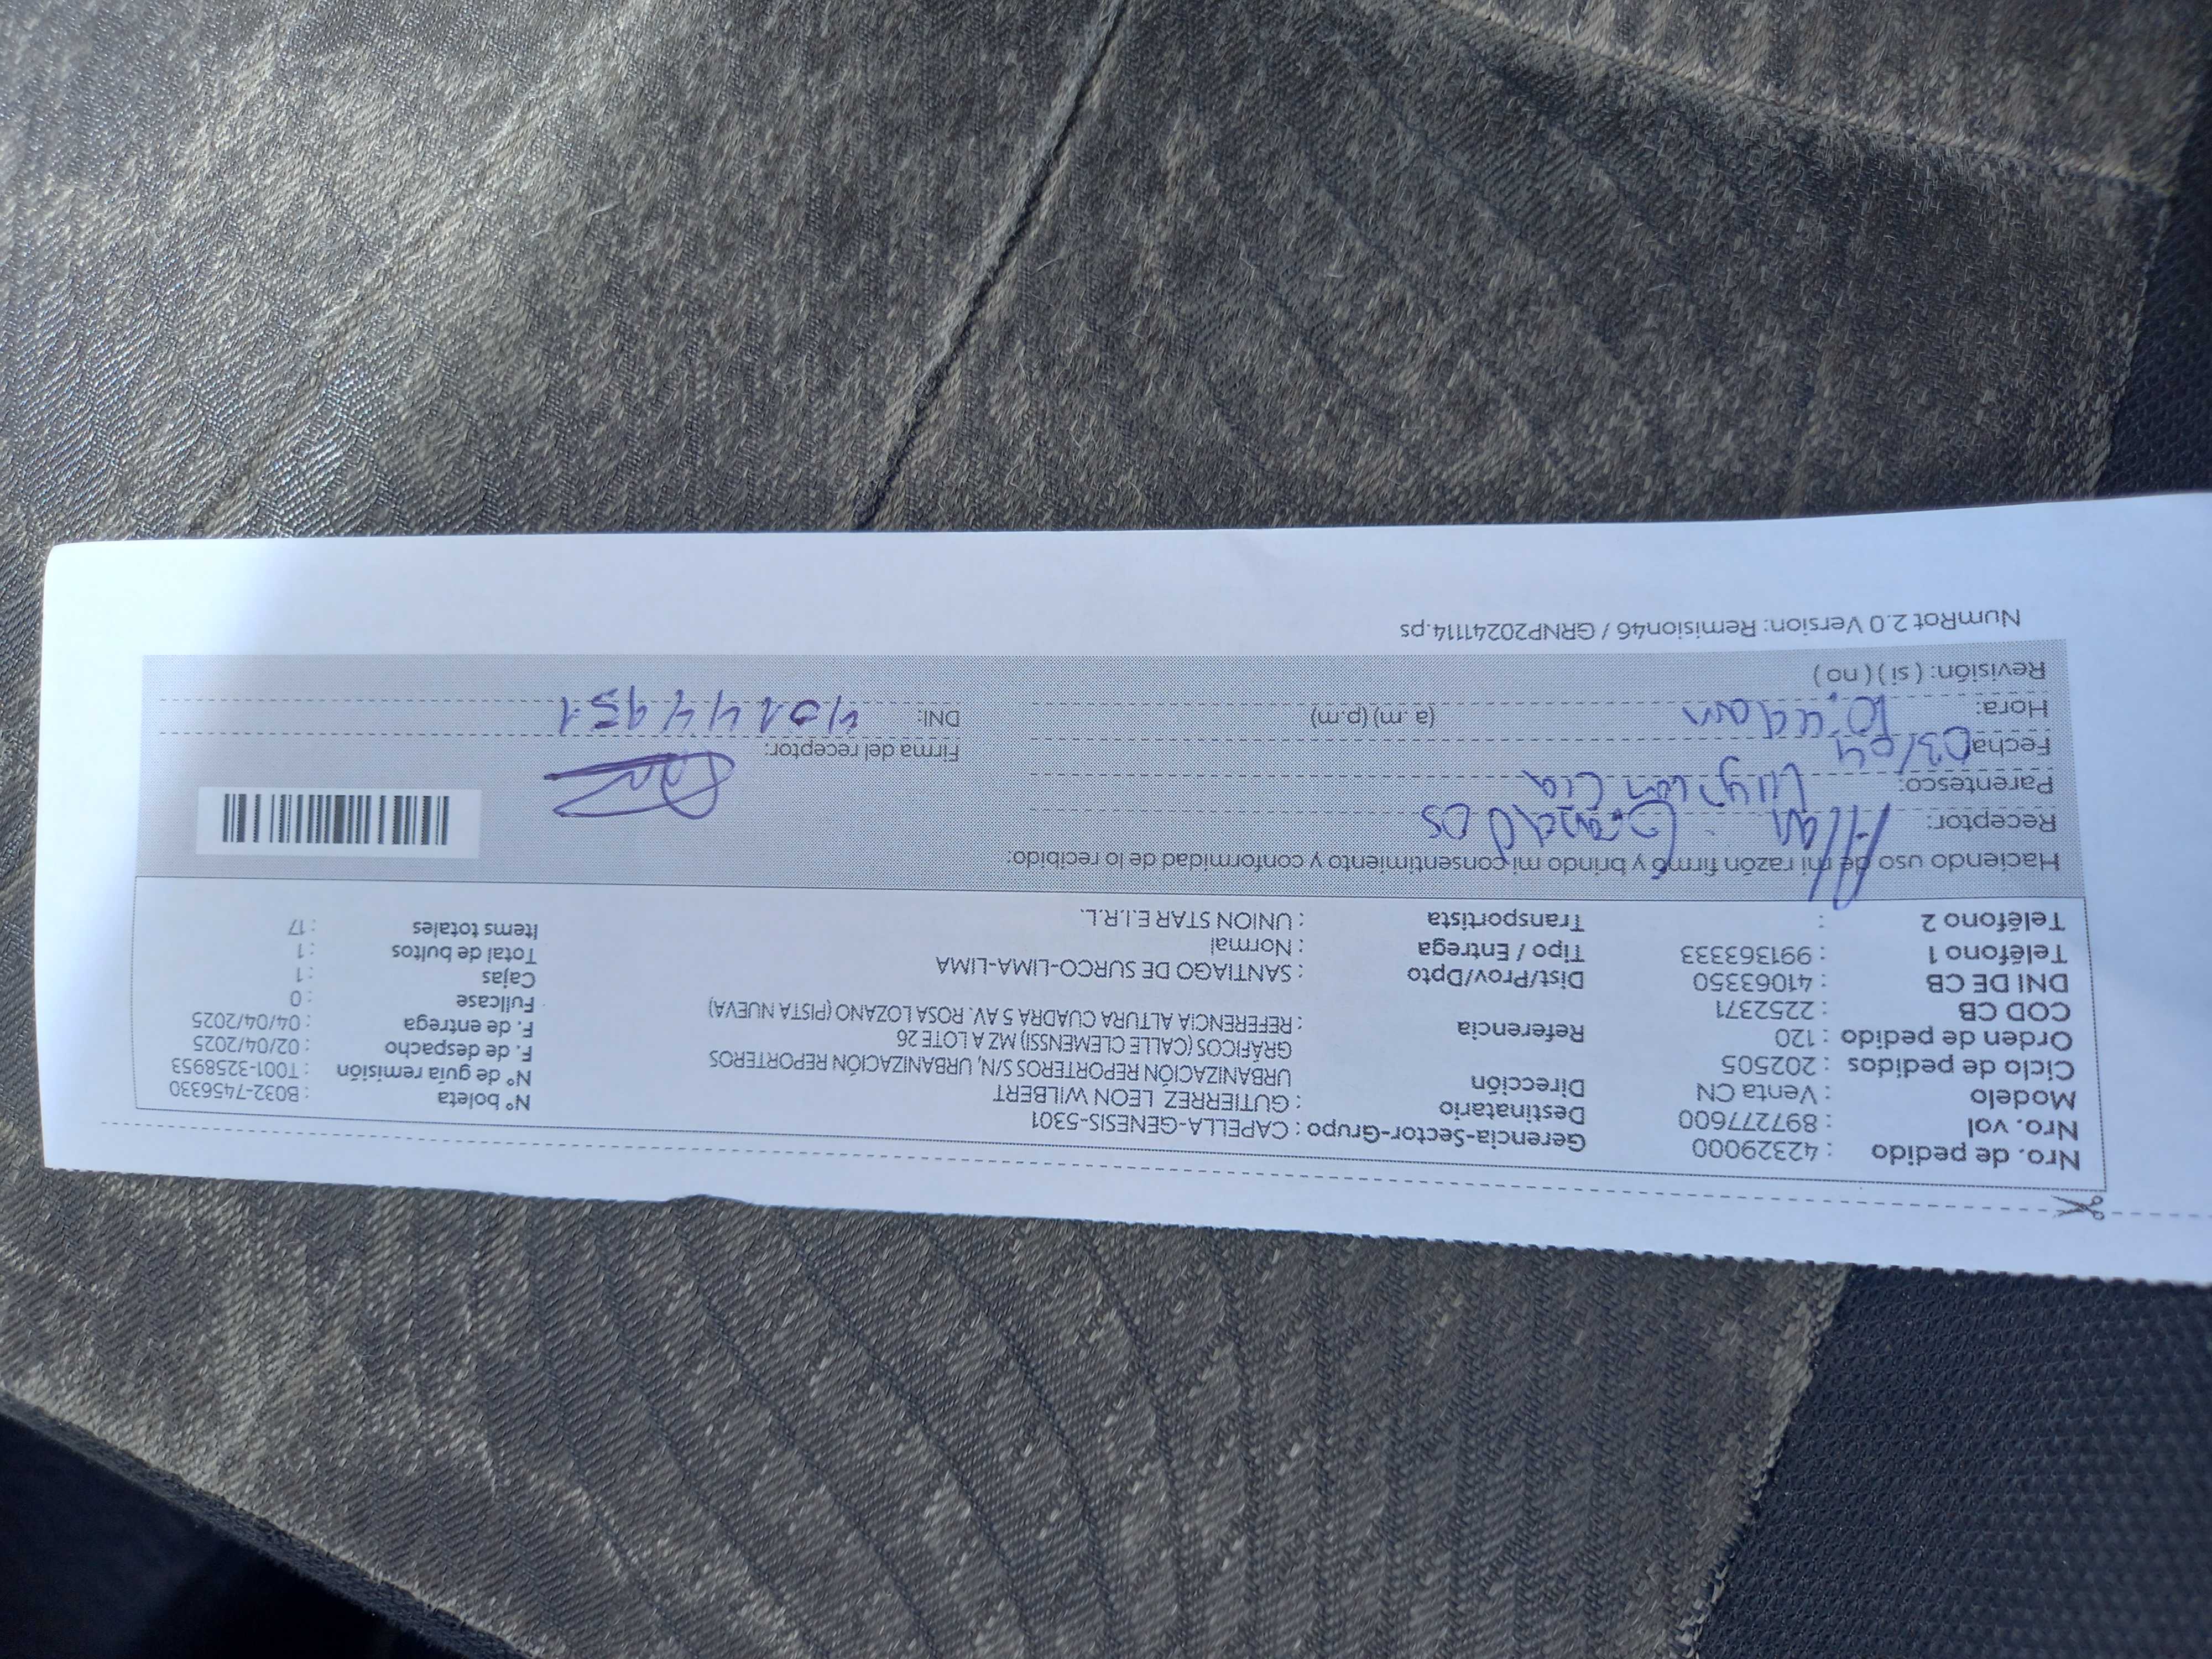 Nro. de pedido : 42329000
Nro. vol : 897277600
Modelo : Venta CN
Ciclo de pedidos : 202505
Orden de pedido : 120
COD CB : 2252371
DNI DE CB : 41063350
Teléfono 1 : 991363333
Teléfono 2 :
Gerencia-Sector-Grupo : CAPELLA-GENESIS-5301
Destinatario : GUTIERREZ LEON WILBERT
Dirección URBANIZACIÓN REPORTEROS S/N, URBANIZACIÓN REPORTEROS
GRÁFICOS (CALLE CLEMENSSI) MZ A LOTE 26
Referencia : REFERENCIA ALTURA CUADRA 5 AV. ROSA LOZANO (PISTA NUEVA)
Dist/Prov/Dpto : SANTIAGO DE SURCO-LIMA-LIMA
Tipo / Entrega : Normal
Transportista : UNION STAR E.I.R.L.
N° boleta : B032-7456330
N° de guía remisión : T001-3258953
F. de despacho : 02/04/2025
F. de entrega : 04/04/2025
Fullcase : 0
Cajas : 1
Total de bultos : 1
Items totales : 17
Haciendo uso de mi razón firmo y brindo mi consentimiento y conformidad de lo recibido:
Receptor: Allan Granados
Parentesco:
Fecha: 03/04
Hora: (a .m) (p.m)
Revisión: ( si ) ( no )
Firma del receptor:
DNI: 40144951
NumRot 2.0 Version: Remision46 / GRNP20241114.ps